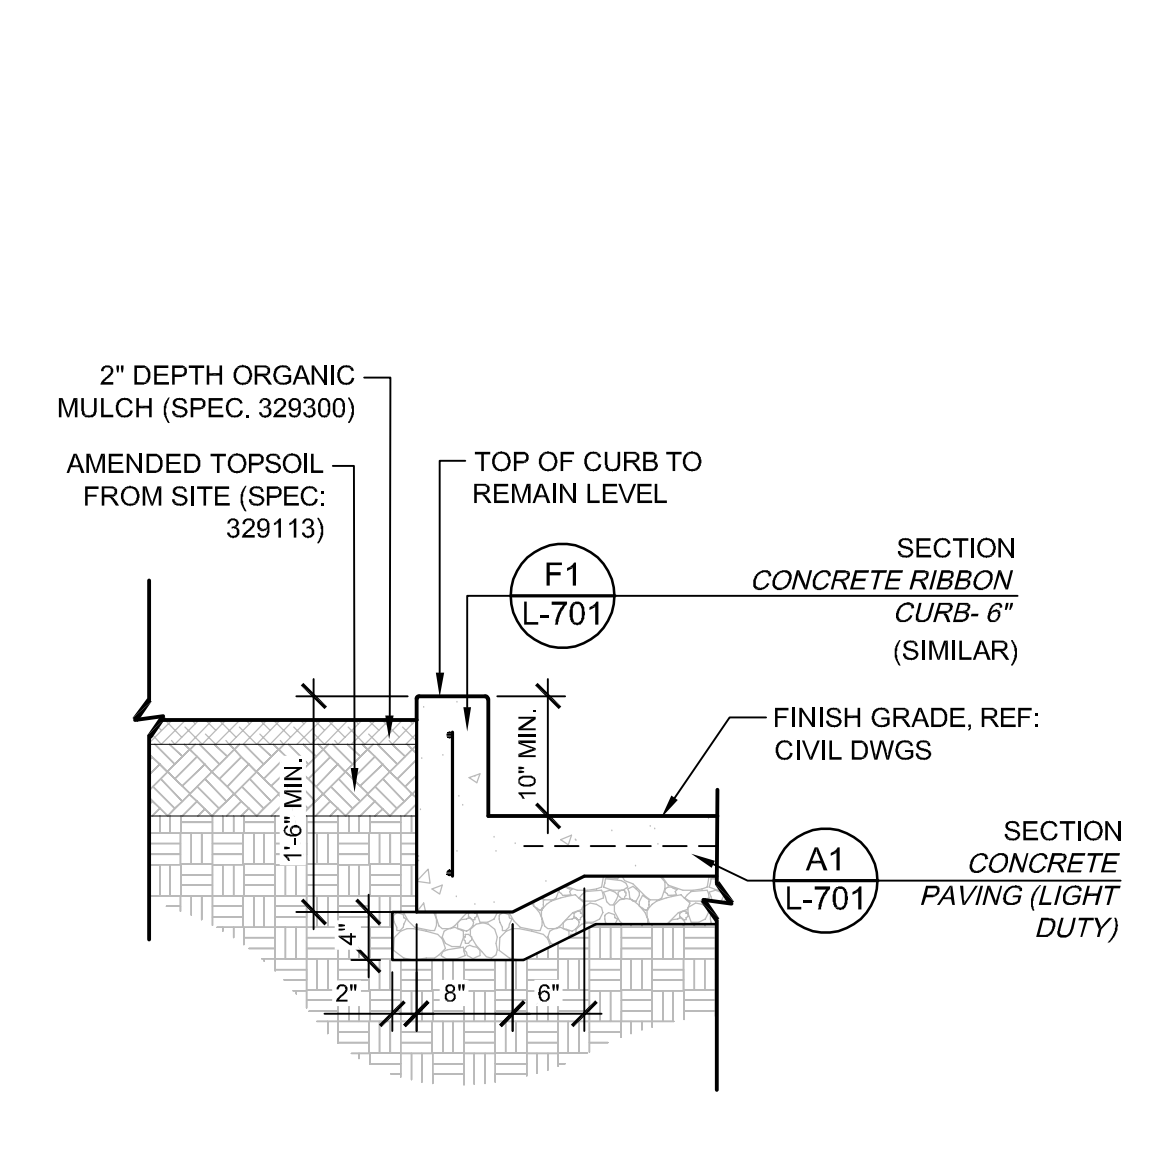 2" DEPTH ORGANIC
MULCH (SPEC. 329300)
AMENDED TOPSOIL
FROM SITE (SPEC:
329113)
TOP OF CURB TO
REMAIN LEVEL
F1
L-701
SECTION
CONCRETE RIBBON
CURB- 6"
(SIMILAR)
FINISH GRADE, REF:
CIVIL DWGS
A1
L-701
SECTION
CONCRETE
PAVING (LIGHT
DUTY)
1'-6" MIN.
10" MIN.
4"
2"
8"
6"